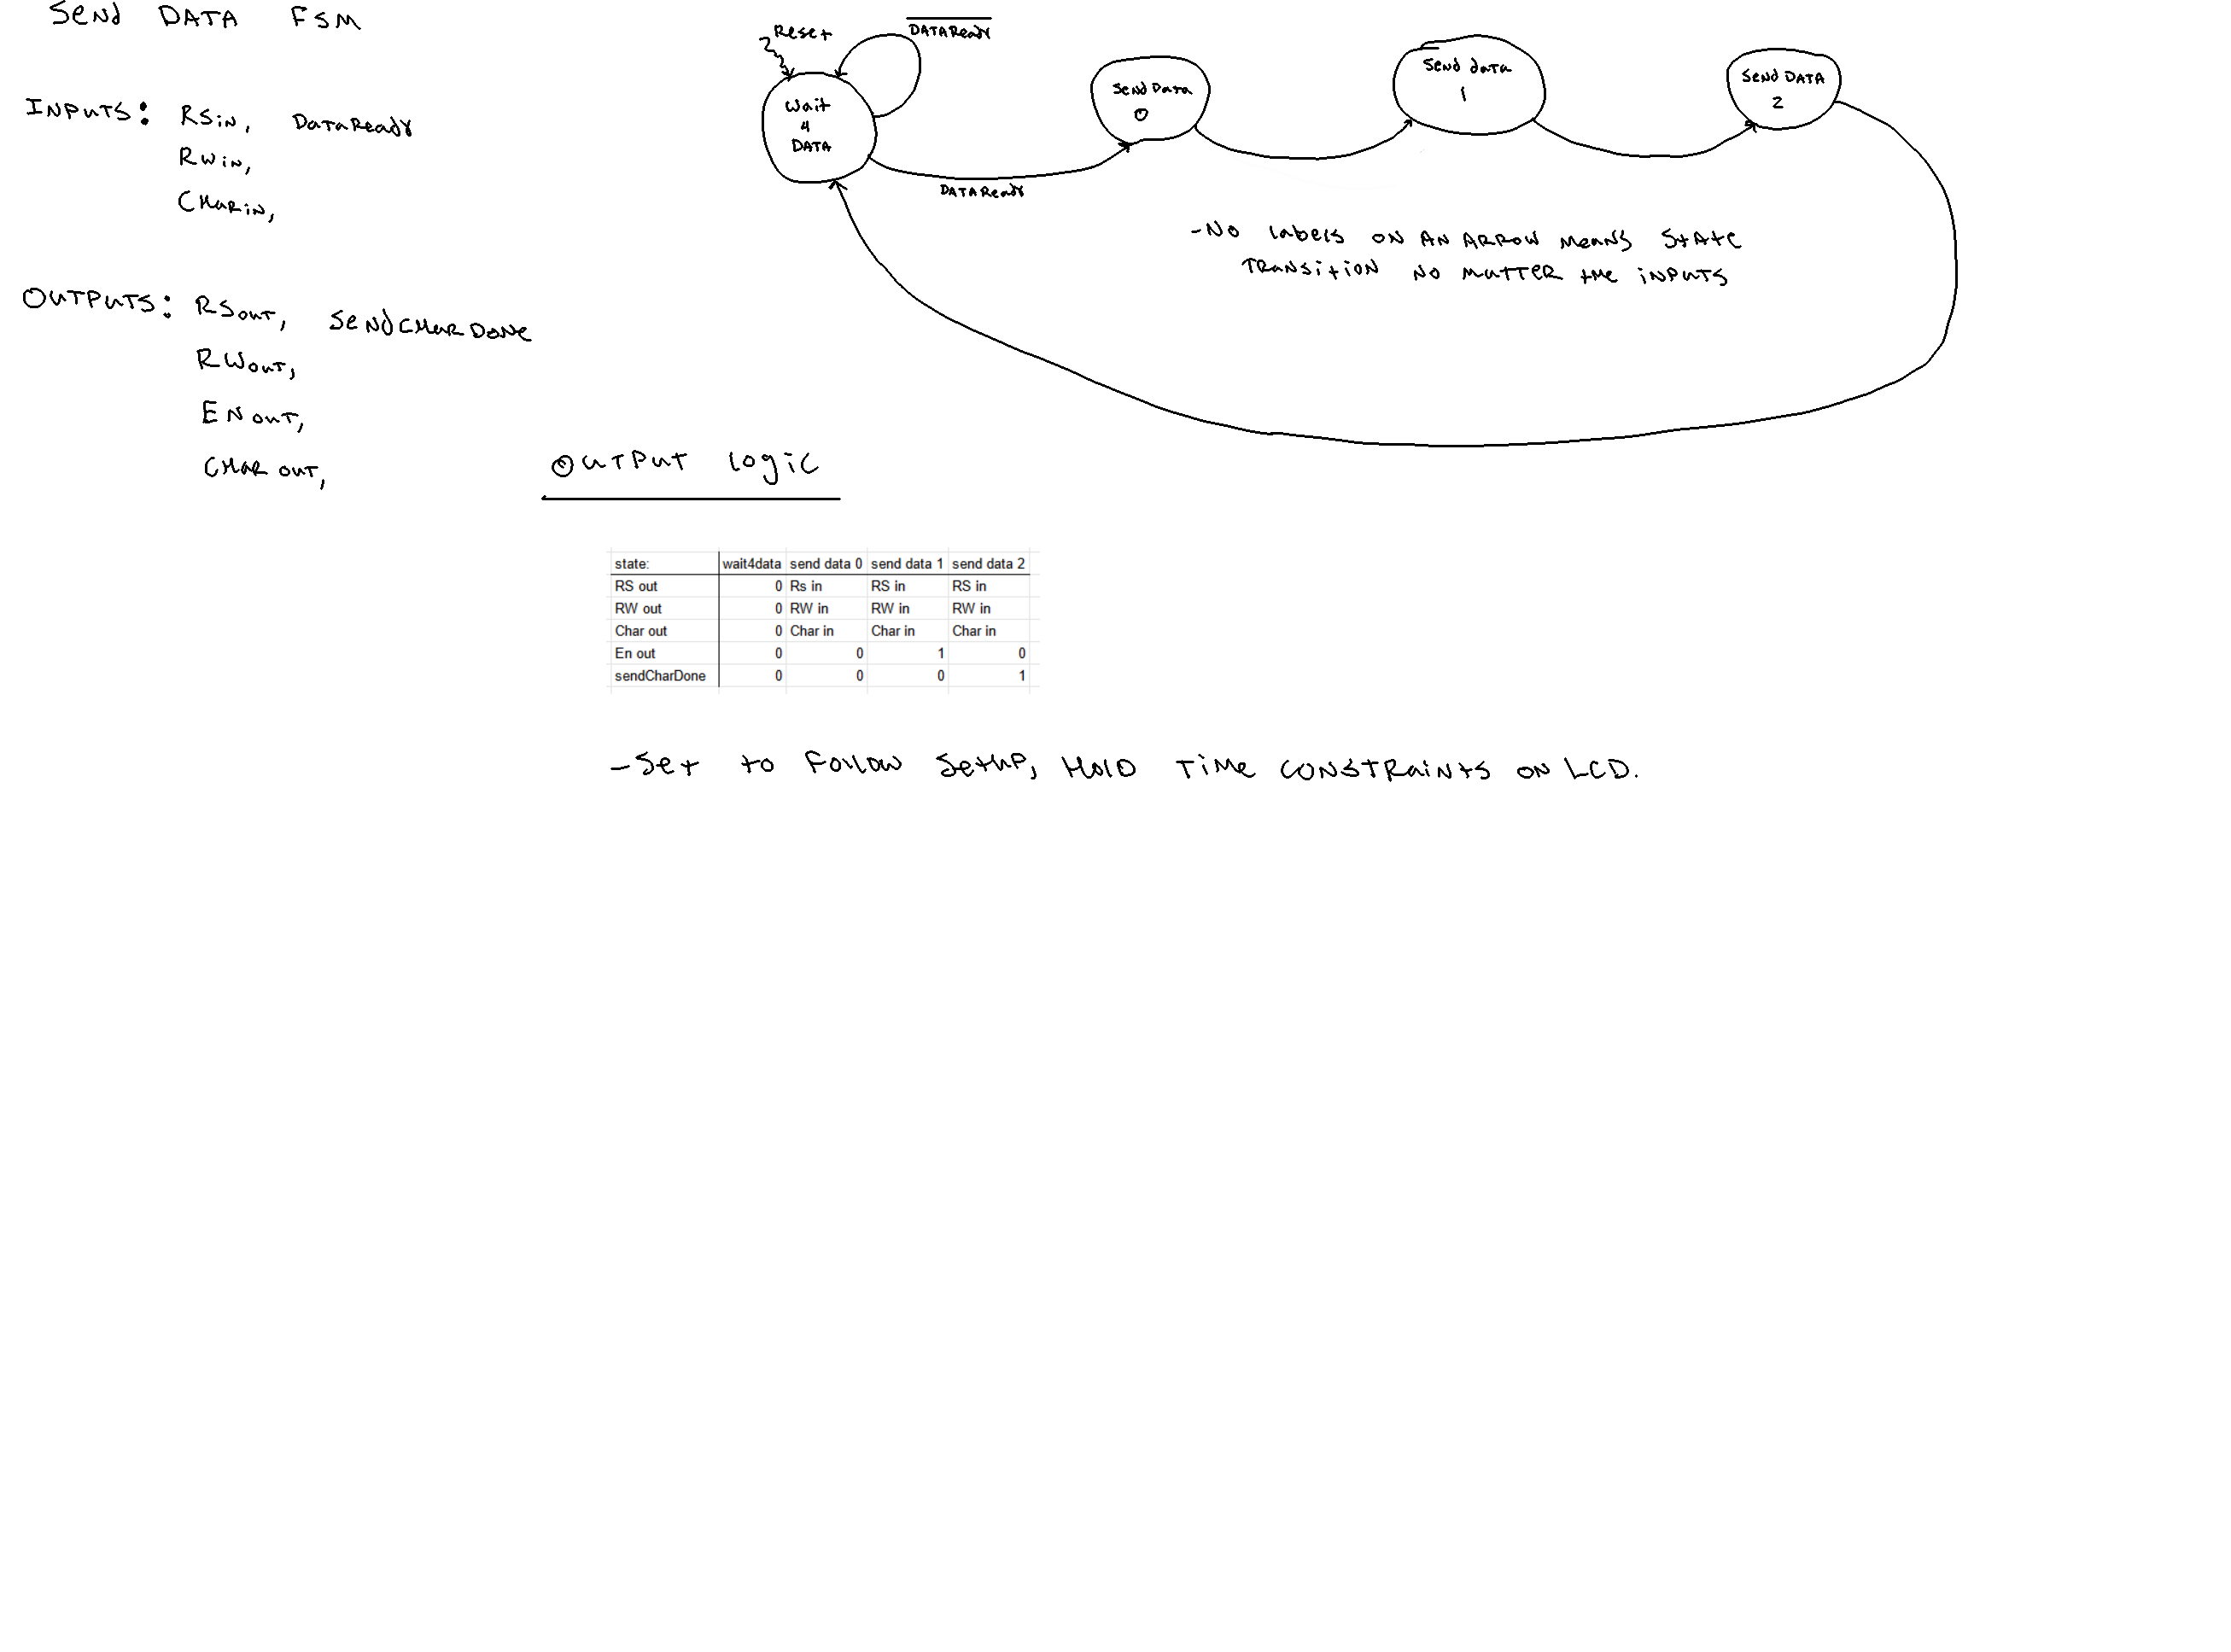 Send DATA FSM
INPUTS: RSin, DataReady
RWin,
CHARin,
OUTPUTS: RSout, SendCHARDONE
RWout,
ENout,
CHAR OUT,
Reset
DATAReady
Wait
4
DATA
Send Data
0
Send data
1
Send DATA
2
DATAReady
-No labels on an arrow means state
transition no matter the inputs
Output logic
state: wait4data send data 0 send data 1 send data 2
RS out 0 Rs in RS in RS in
RW out 0 RW in RW in RW in
Char out 0 Char in Char in Char in
En out 0 0 1 0
sendCharDone 0 0 0 1
-Set to follow setup, hold time constraints on LCD.